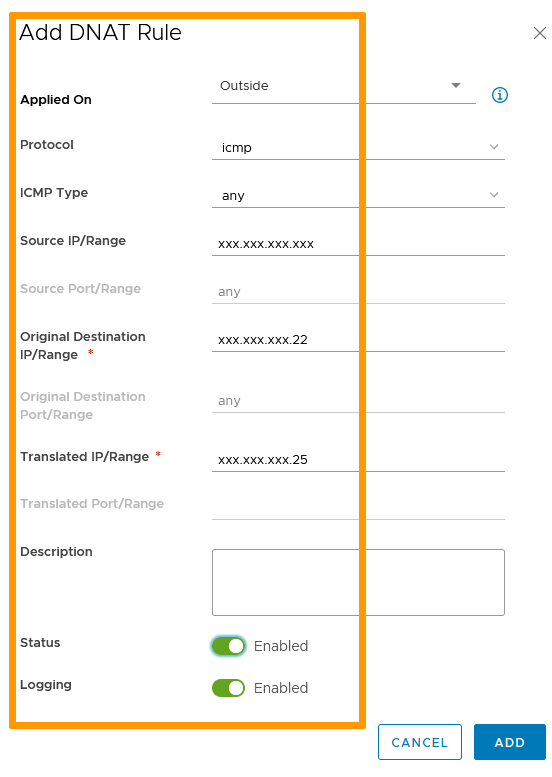 Add DNAT Rule
Applied On
Outside
Protocol
icmp
ICMP Type
any
Source IP/Range
xxx.xxx.xxx.xxx
Source Port/Range
any
Original Destination
IP/Range *
xxx.xxx.xxx.22
Original Destination
Port/Range
any
Translated IP/Range *
xxx.xxx.xxx.25
Translated Port/Range
Description
Status
Enabled
Logging
Enabled
CANCEL
ADD